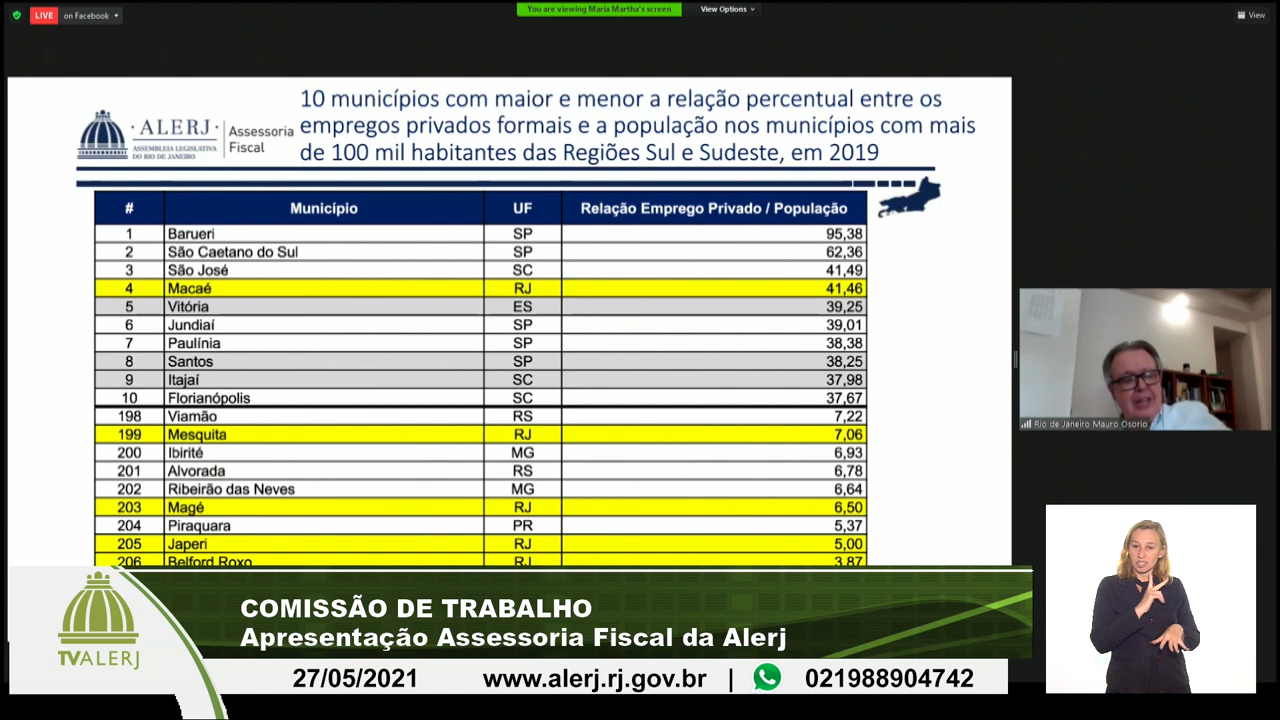 LIVE on Facebook
You are viewing Maria Martha's screen
View Options
View
ALERJ
ASSEMBLEIA LEGISLATIVA
DO RIO DE JANEIRO
Assessoria
Fiscal
10 municípios com maior e menor a relação percentual entre os
empregos privados formais e a população nos municípios com mais
de 100 mil habitantes das Regiões Sul e Sudeste, em 2019
# Município UF Relação Emprego Privado / População
1 Barueri SP 95,38
2 São Caetano do Sul SP 62,36
3 São José SC 41,49
4 Macaé RJ 41,46
5 Vitória ES 39,25
6 Jundiaí SP 39,01
7 Paulínia SP 38,38
8 Santos SP 38,25
9 Itajaí SC 37,98
10 Florianópolis SC 37,67
198 Viamão RS 7,22
199 Mesquita RJ 7,06
200 Ibirité MG 6,93
201 Alvorada RS 6,78
202 Ribeirão das Neves MG 6,64
203 Magé RJ 6,50
204 Piraquara PR 5,37
205 Japeri RJ 5,00
206 Belford Roxo RJ 3,87
Rio de Janeiro Mauro Osorio
TVALERJ
COMISSÃO DE TRABALHO
Apresentação Assessoria Fiscal da Alerj
27/05/2021 www.alerj.rj.gov.br | 021988904742